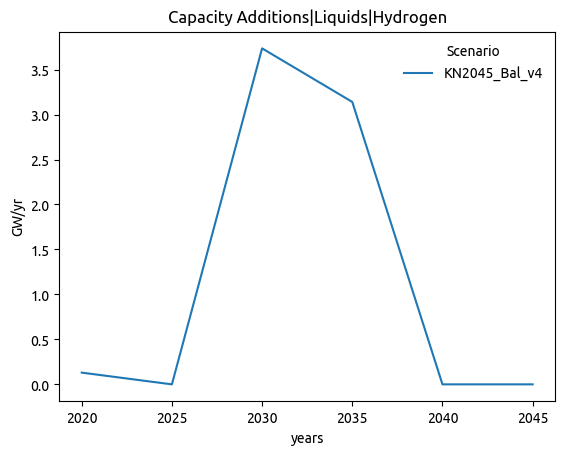 Capacity Additions|Liquids|Hydrogen
Scenario
KN2045_Bal_v4
GW/yr
3.5
3.0
2.5
2.0
1.5
1.0
0.5
0.0
2020 2025 2030 2035 2040 2045
years